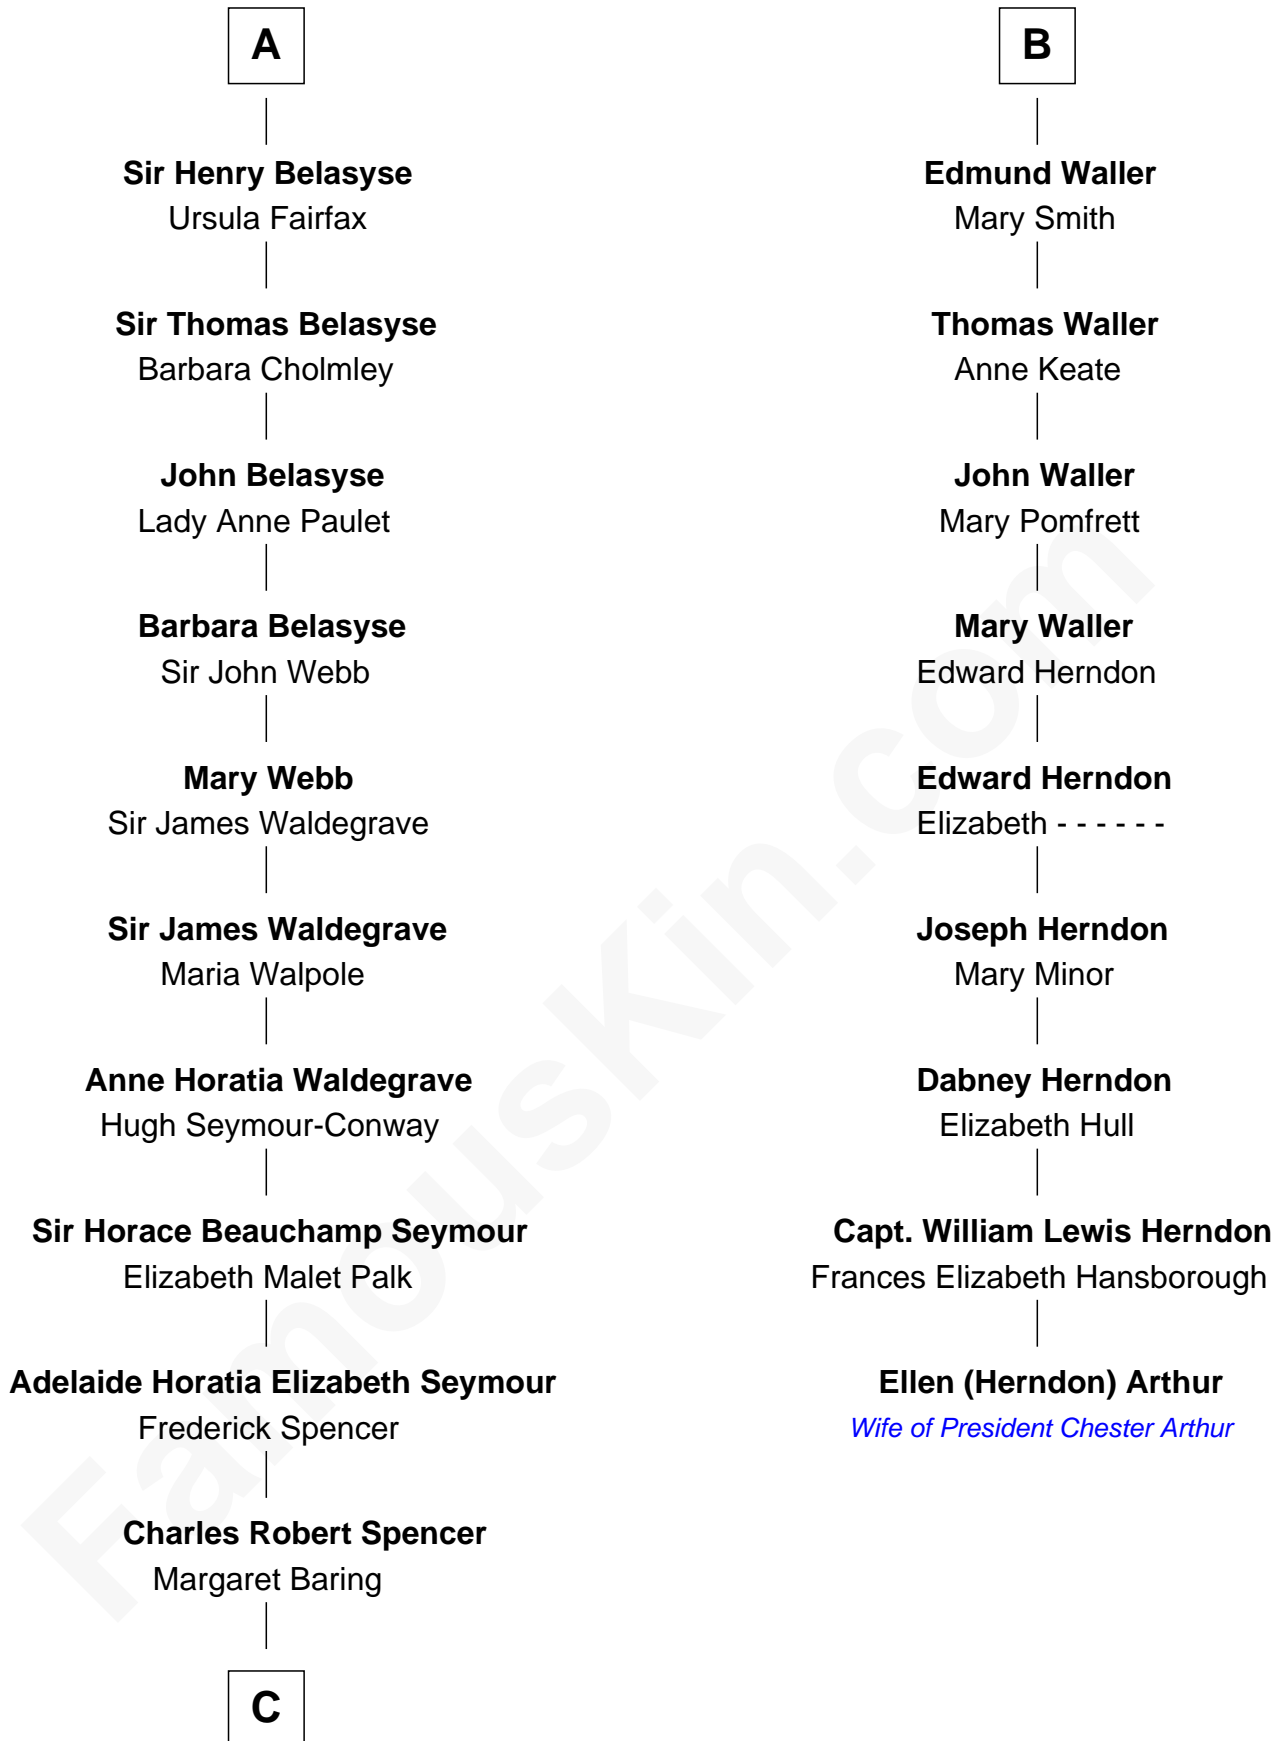 A
Sir Henry Belasyse
Ursula Fairfax
Sir Thomas Belasyse
Barbara Cholmley
John Belasyse
Lady Anne Paulet
Barbara Belasyse
Sir John Webb
Mary Webb
Sir James Waldegrave
Sir James Waldegrave
Maria Walpole
Anne Horatia Waldegrave
Hugh Seymour-Conway
Sir Horace Beauchamp Seymour
Elizabeth Malet Palk
Adelaide Horatia Elizabeth Seymour
Frederick Spencer
Charles Robert Spencer
Margaret Baring
C
B
Edmund Waller
Mary Smith
Thomas Waller
Anne Keate
John Waller
Mary Pomfrett
Mary Waller
Edward Herndon
Edward Herndon
Elizabeth - - - - - -
Joseph Herndon
Mary Minor
Dabney Herndon
Elizabeth Hull
Capt. William Lewis Herndon
Frances Elizabeth Hansborough
Ellen (Herndon) Arthur
Wife of President Chester Arthur
FamousKin.com